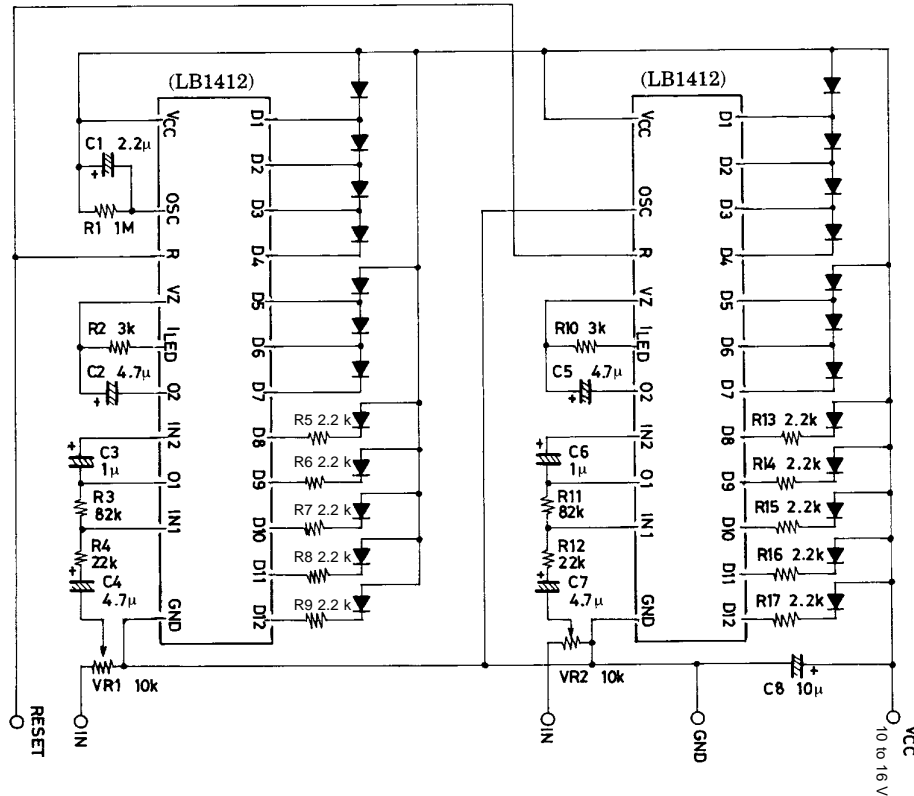 (LB1412)
(LB1412)
VCC
D1
C1 2.2μ
+
D2
OSC
R1 1M
D3
R
D4
VZ
D5
R2 3k
ILED
D6
C2 4.7μ
+
O2
D7
IN2
D8
R5 2.2 k
+
C3
1μ
O1
D9
R6 2.2 k
R3
82k
IN1
D10
R7 2.2 k
R4
22k
D11
R8 2.2 k
+
C4
4.7μ
GND
D12
R9 2.2 k
VR1 10k
RESET
IN
VCC
D1
D2
OSC
D3
R
D4
VZ
D5
R10 3k
ILED
D6
C5 4.7μ
+
O2
D7
IN2
D8
R13 2.2k
+
C6
1μ
O1
D9
R14 2.2k
R11
82k
IN1
D10
R15 2.2k
R12
22k
D11
R16 2.2k
+
C7
4.7μ
GND
D12
R17 2.2k
VR2 10k
C8 10μ
+
IN
GND
VCC
10 to 16 V